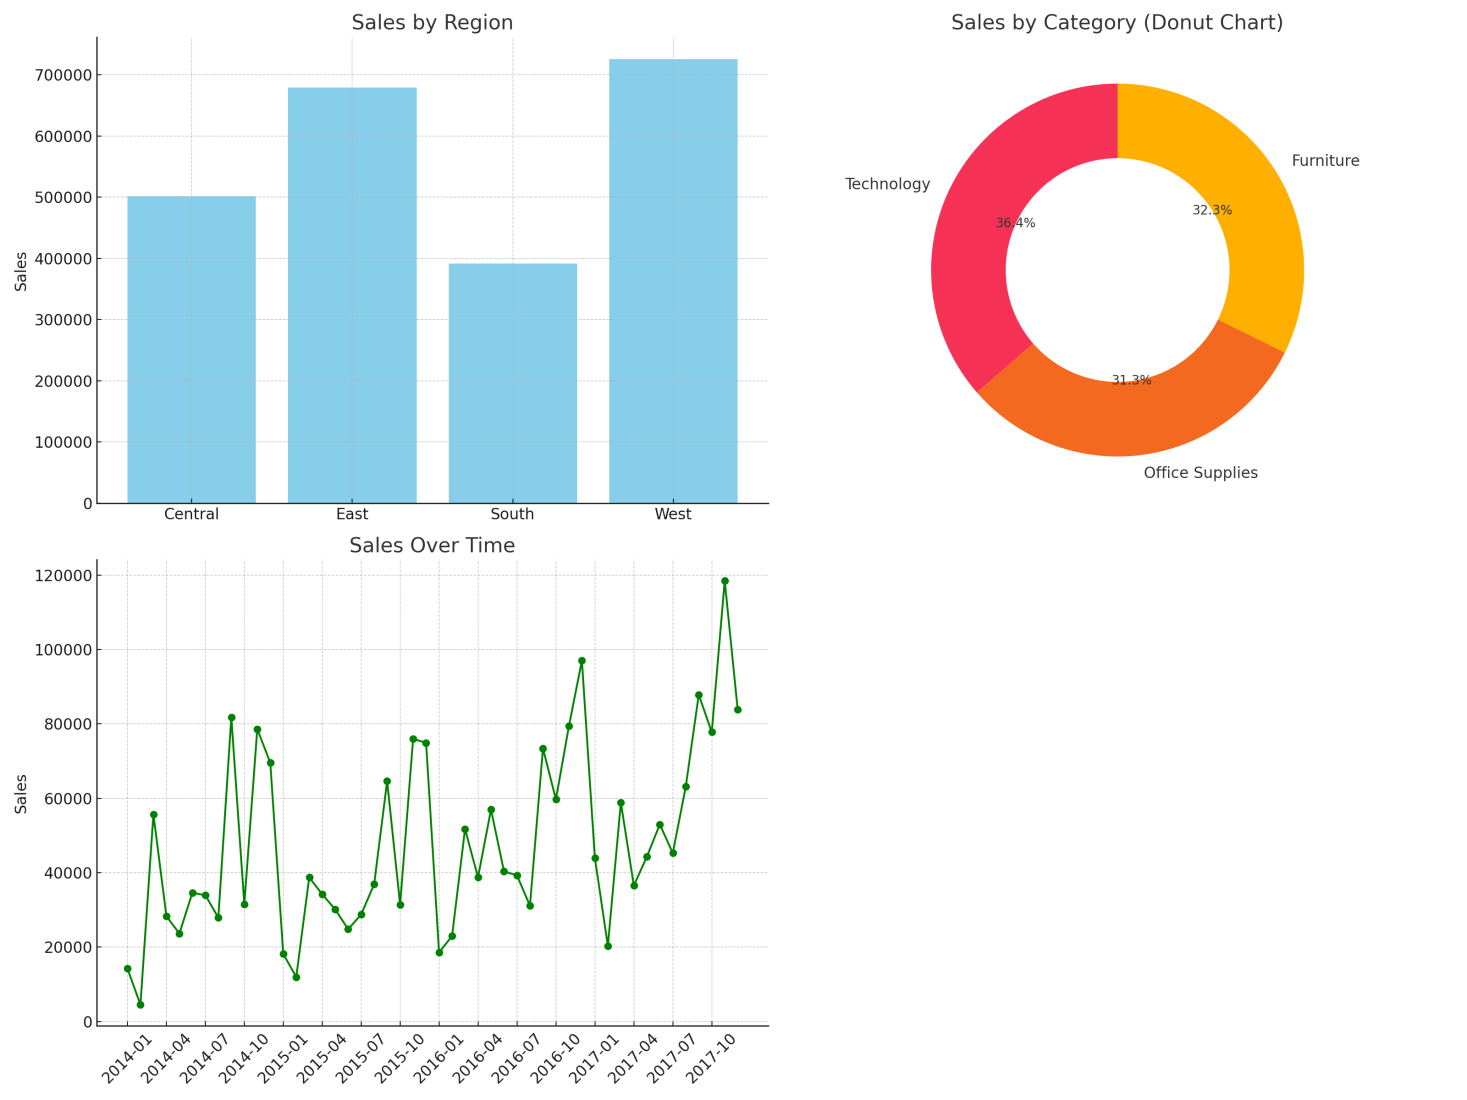 Sales by Region
Sales
700000
600000
500000
400000
300000
200000
100000
0
Central
East
South
West
Sales by Category (Donut Chart)
Technology
Furniture
Office Supplies
36.4%
32.3%
31.3%
Sales Over Time
Sales
120000
100000
80000
60000
40000
20000
0
2014-01
2014-04
2014-07
2014-10
2015-01
2015-04
2015-07
2015-10
2016-01
2016-04
2016-07
2016-10
2017-01
2017-04
2017-07
2017-10